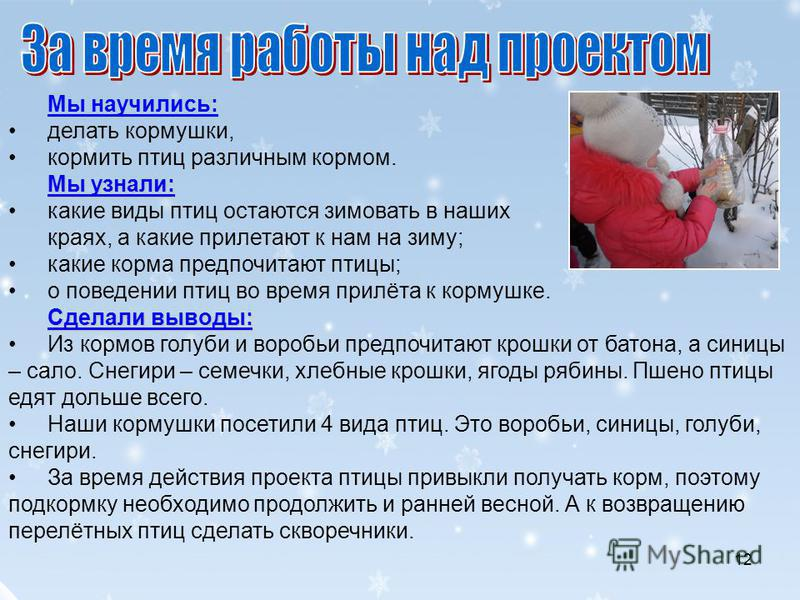 За время работы над проектом
Мы научились:
• делать кормушки,
• кормить птиц различным кормом.
Мы узнали:
• какие виды птиц остаются зимовать в наших
краях, а какие прилетают к нам на зиму;
• какие корма предпочитают птицы;
• о поведении птиц во время прилёта к кормушке.
Сделали выводы:
• Из кормов голуби и воробьи предпочитают крошки от батона, а синицы
– сало. Снегири – семечки, хлебные крошки, ягоды рябины. Пшено птицы
едят дольше всего.
• Наши кормушки посетили 4 вида птиц. Это воробьи, синицы, голуби,
снегири.
• За время действия проекта птицы привыкли получать корм, поэтому
подкормку необходимо продолжить и ранней весной. А к возвращению
перелётных птиц сделать скворечники.
MyShared
12